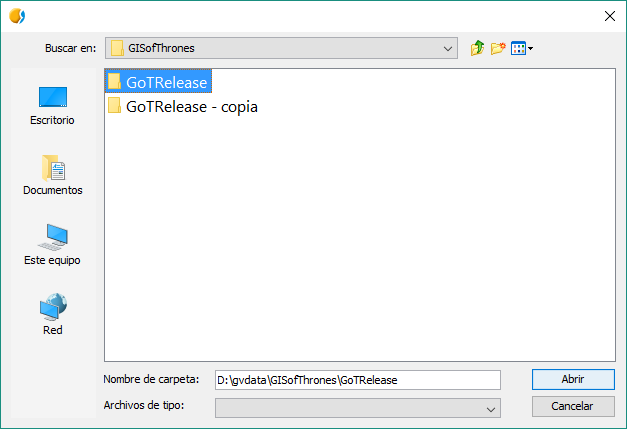 Buscar en: GISofThrones
GoTRelease
GoTRelease - copia
Escritorio
Documentos
Este equipo
Red
Nombre de carpeta: D:\gvdata\GISofThrones\GoTRelease
Abrir
Archivos de tipo:
Cancelar